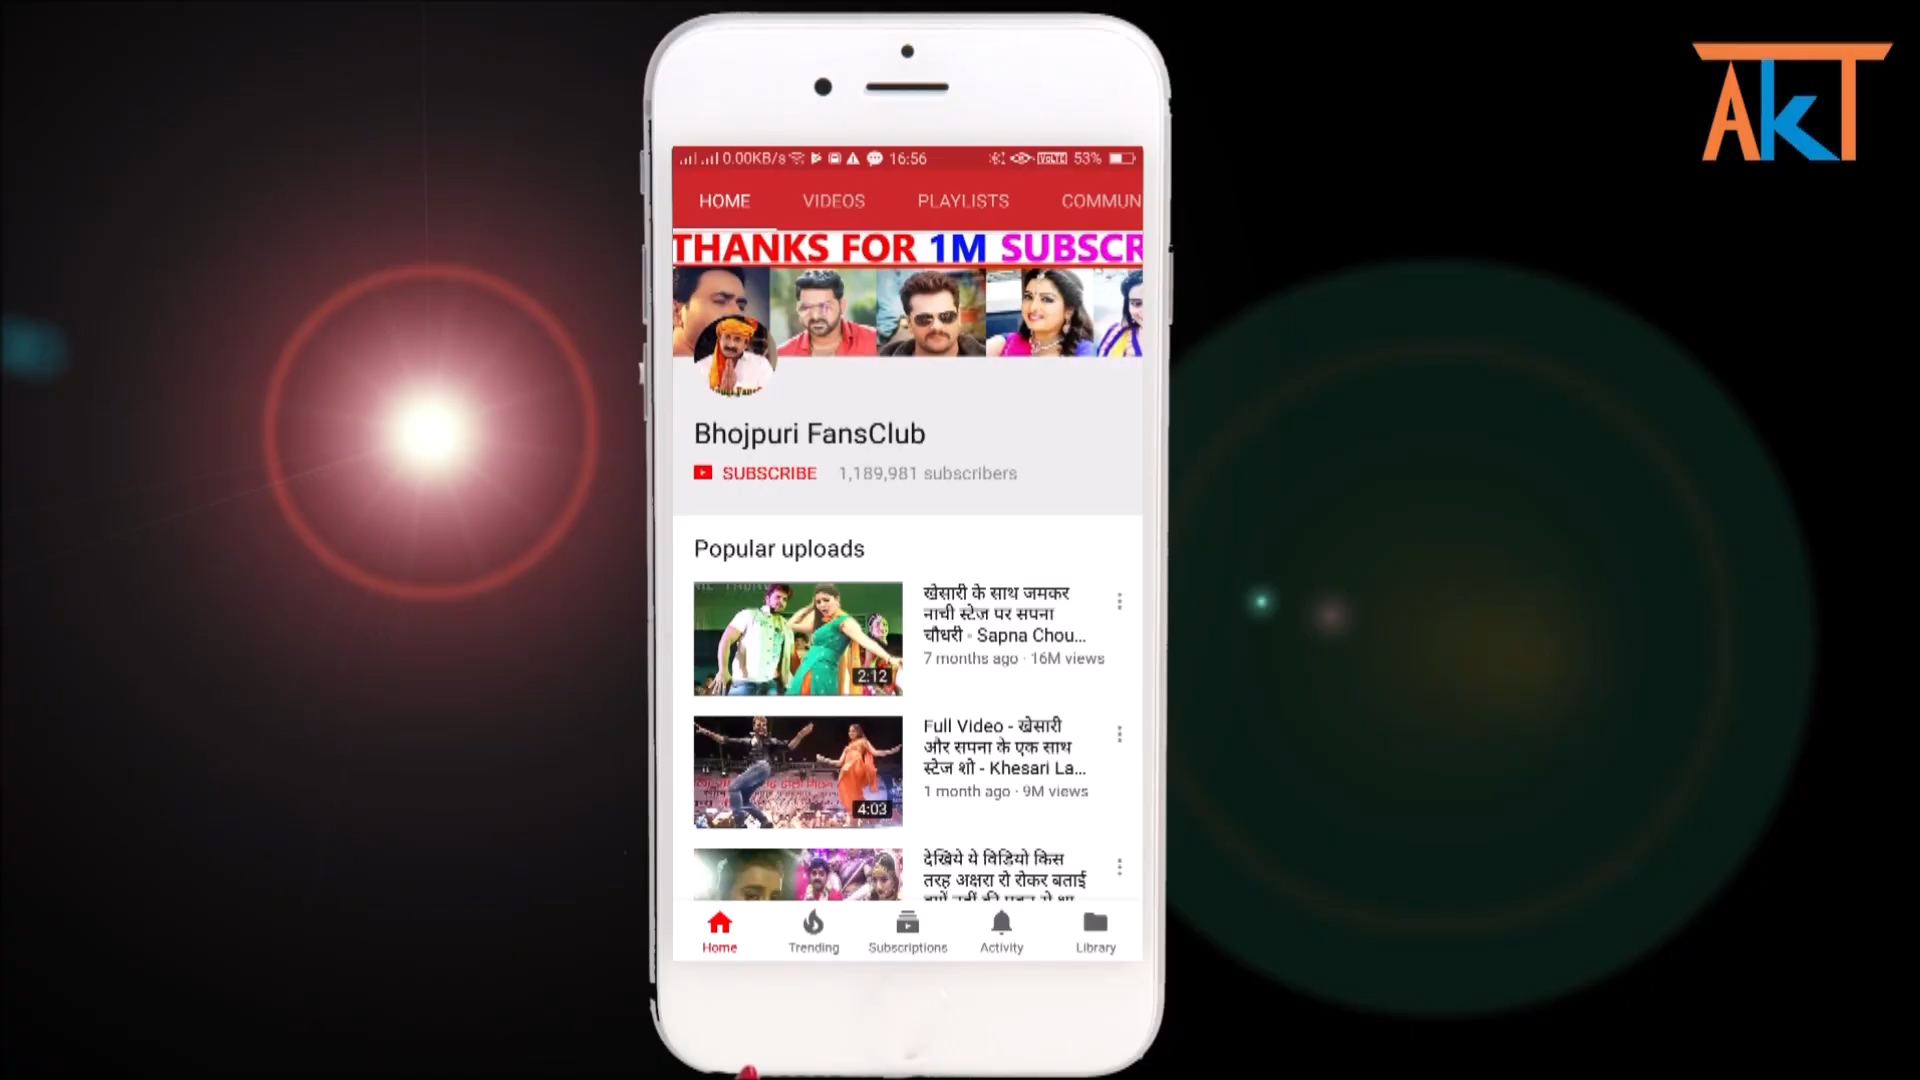 AKT
0.00KB/s 16:56 VoLTE 53%
HOME VIDEOS PLAYLISTS COMMUN
THANKS FOR 1M SUBSCR
Bhojpuri FansClub
SUBSCRIBE 1,189,981 subscribers
Popular uploads
खेसारी के साथ जमकर
नाची स्टेज पर सपना
चौधरी - Sapna Chou...
7 months ago · 16M views
2:12
Full Video - खेसारी
और सपना के एक साथ
स्टेज शो - Khesari La...
1 month ago · 9M views
4:03
देखिये ये विडियो किस
तरह अक्षरा रो रोकर बताई
Home Trending Subscriptions Activity Library